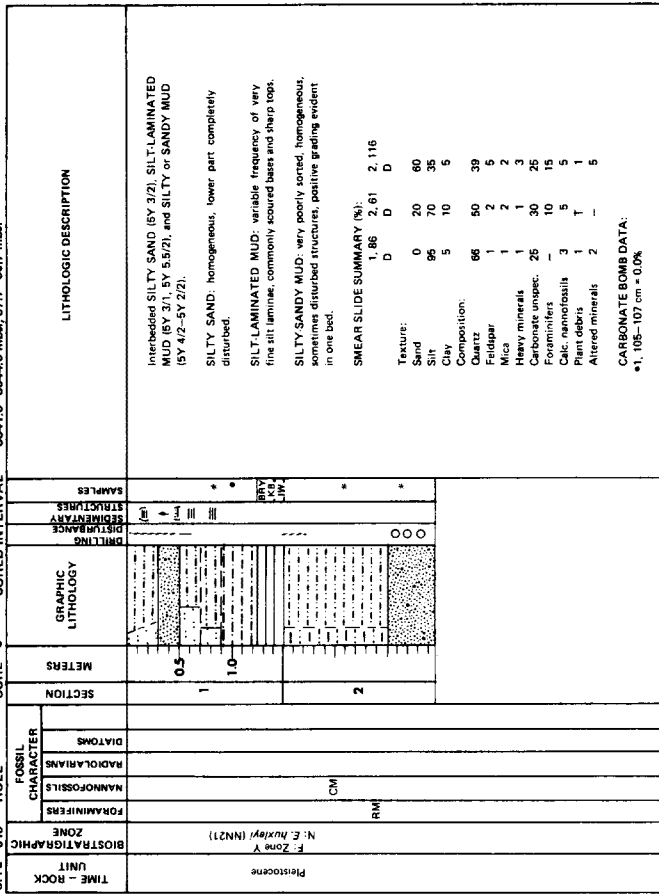 TIME – ROCK UNIT
BIOSTRATIGRAPHIC ZONE
FOSSIL CHARACTER
FORAMINIFERS
NANNOFOSSILS
RADIOLARIANS
DIATOMS
SECTION
METERS
GRAPHIC LITHOLOGY
DRILLING DISTURBANCE
SEDIMENTARY STRUCTURES
SAMPLES
LITHOLOGIC DESCRIPTION
Pleistocene
F: Zone Y
N: E. huxleyi (NN21)
RM
CM
1
2
0.5
1.0
BRY
LKB
IW
Interbedded SILTY SAND (5Y 3/2), SILT-LAMINATED
MUD (5Y 3/1, 5Y 5.5/2), and SILTY or SANDY MUD
(5Y 4/2–5Y 2/2).
SILTY SAND: homogeneous, lower part completely
disturbed.
SILT-LAMINATED MUD: variable frequency of very
fine silt laminae, commonly scoured bases and sharp tops.
SILTY-SANDY MUD: very poorly sorted, homogeneous,
sometimes disturbed structures, positive grading evident
in one bed.
SMEAR SLIDE SUMMARY (%):
1, 86 2, 61 2, 116
D D D
Texture:
Sand 0 20 60
Silt 95 70 35
Clay 5 10 5
Composition:
Quartz 66 50 39
Feldspar 1 2 5
Mica 1 2 2
Heavy minerals 1 1 3
Carbonate unspec. 25 30 25
Foraminifers – 10 15
Calc. nannofossils 3 5 5
Plant debris 1 T 1
Altered minerals 2 – 5
CARBONATE BOMB DATA:
•1, 105–107 cm = 0.0%